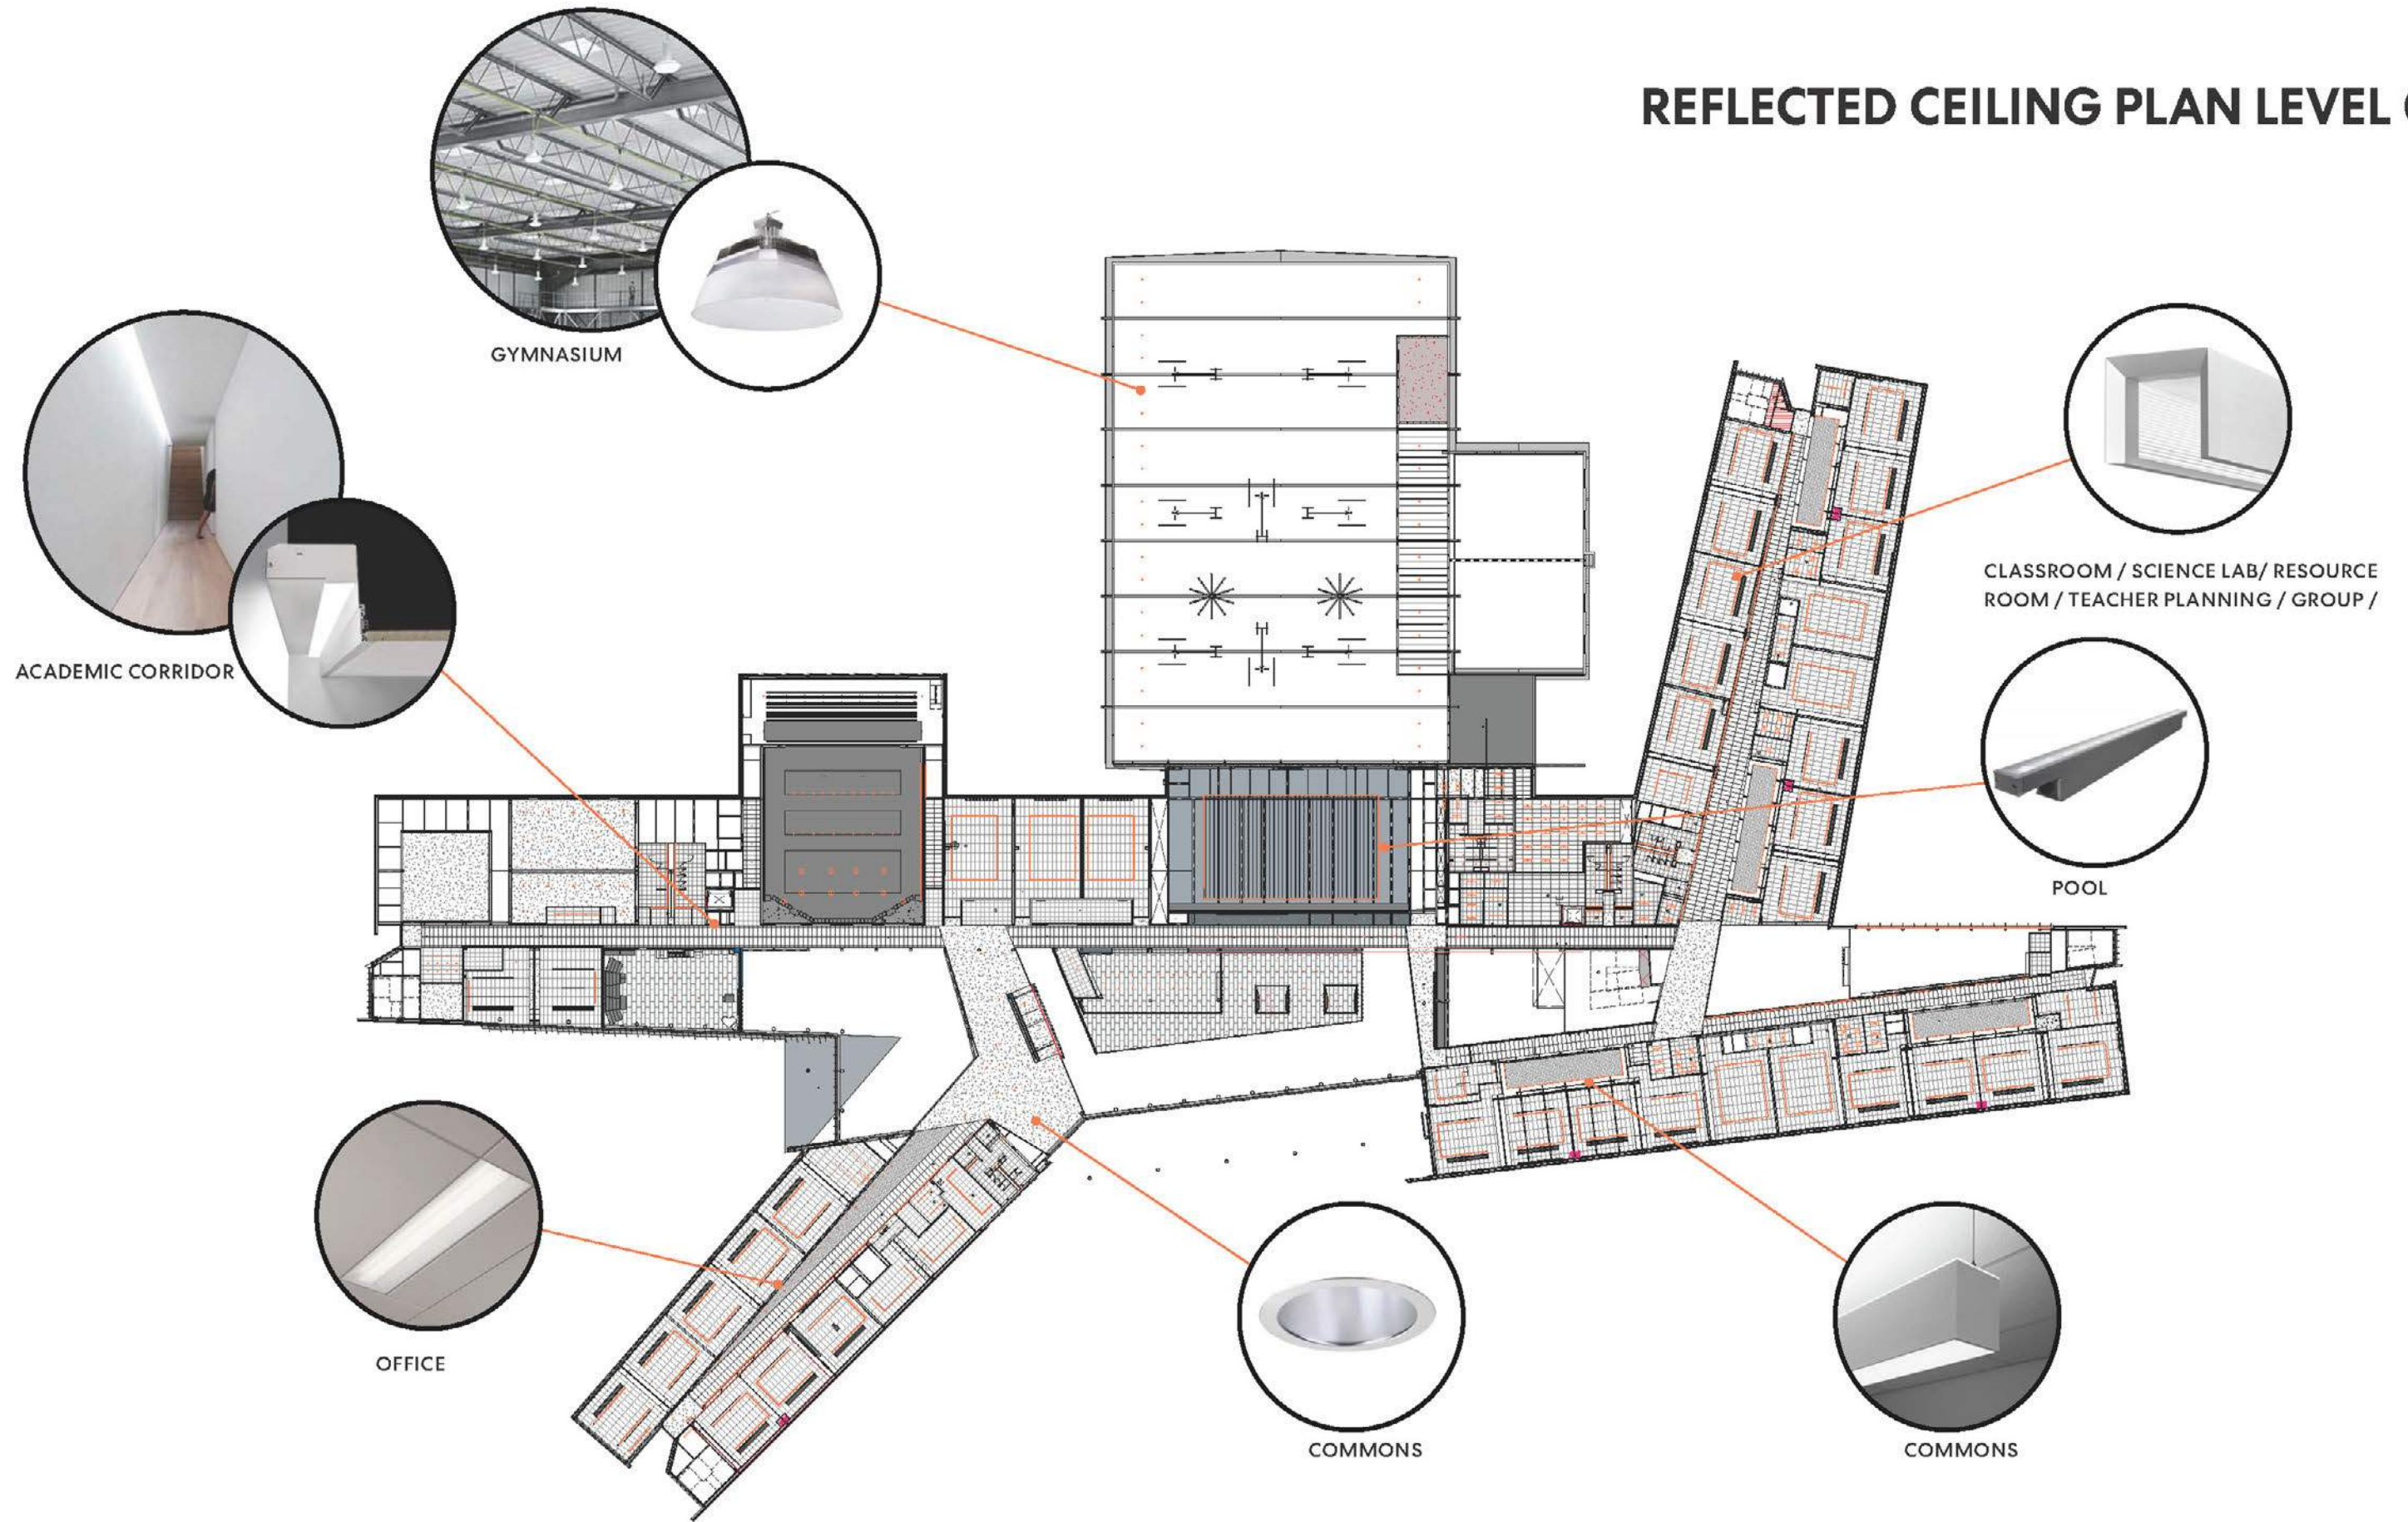 REFLECTED CEILING PLAN LEVEL
GYMNASIUM
ACADEMIC CORRIDOR
CLASSROOM / SCIENCE LAB/ RESOURCE
ROOM / TEACHER PLANNING / GROUP /
POOL
OFFICE
COMMONS
COMMONS